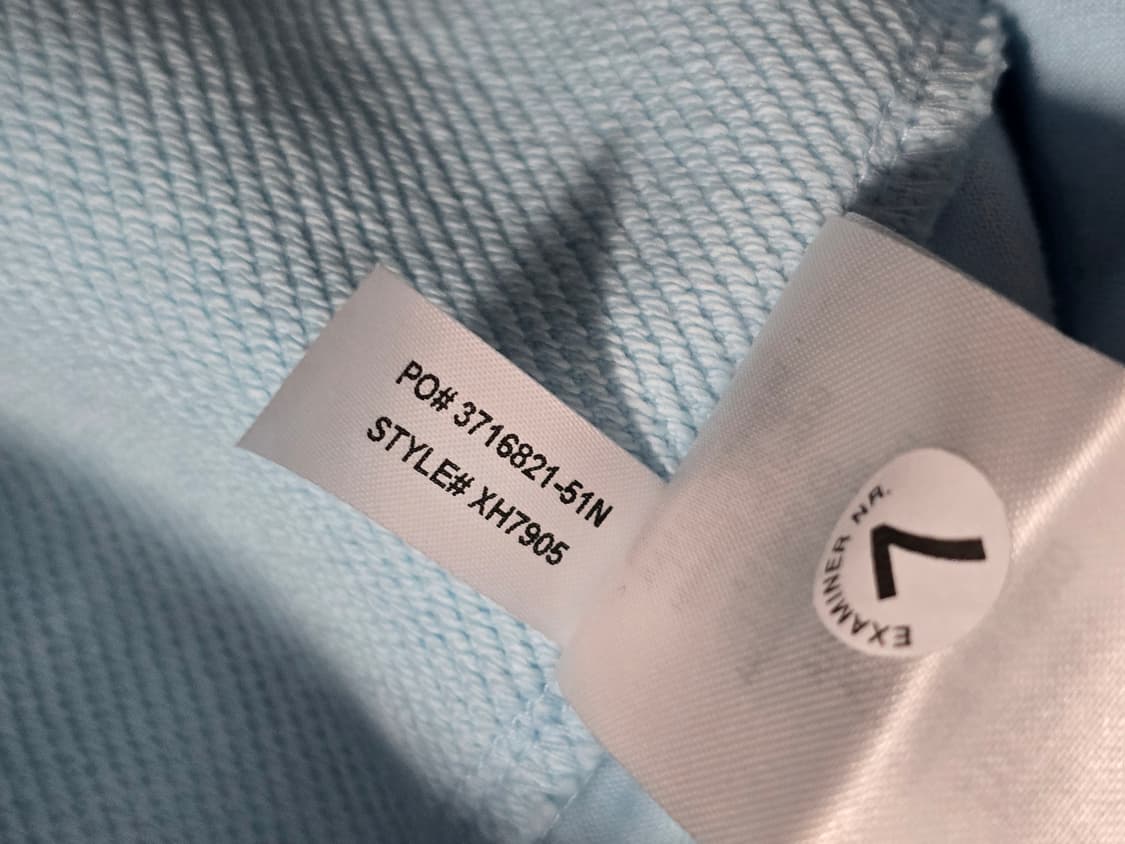 PO# 3716821-51N
STYLE# XH7905
EXAMINER NR.
7